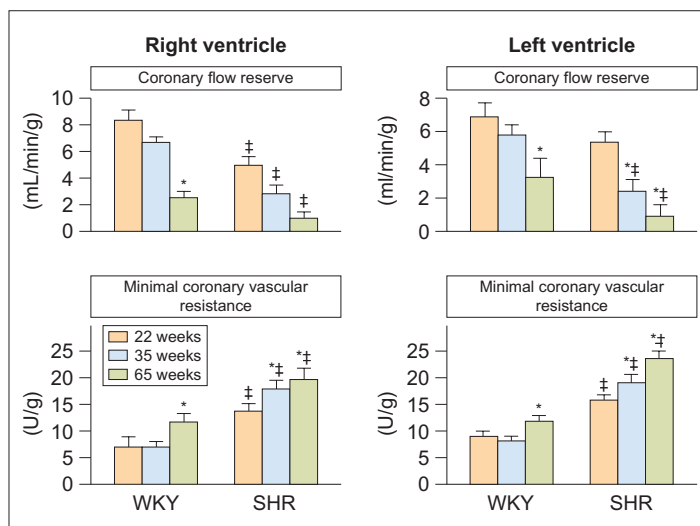 Right ventricle
Coronary flow reserve
(mL/min/g)
10
8
6
4
2
0
*
‡
‡
‡
Left ventricle
Coronary flow reserve
(ml/min/g)
8
6
4
2
0
*
*‡
*‡
Minimal coronary vascular
resistance
(U/g)
25
20
15
10
5
0
22 weeks
35 weeks
65 weeks
*
‡
*‡
*‡
WKY
SHR
Minimal coronary vascular
resistance
(U/g)
25
20
15
10
5
0
*
‡
*‡
*‡
WKY
SHR